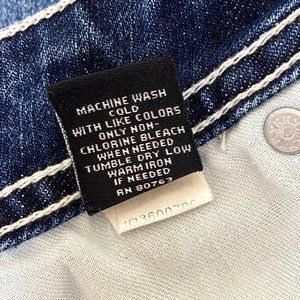 MACHINE WASH
COLD
WITH LIKE COLORS
ONLY NON-
CHLORINE BLEACH
WHEN NEEDED
TUMBLE DRY LOW
WARM IRON
IF NEEDED
RN 80763